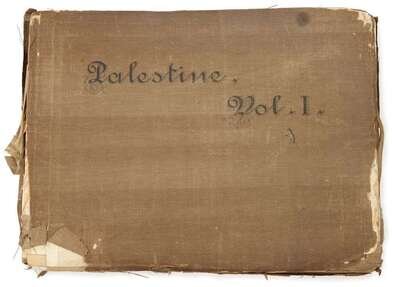 Palestine.
Vol. I.